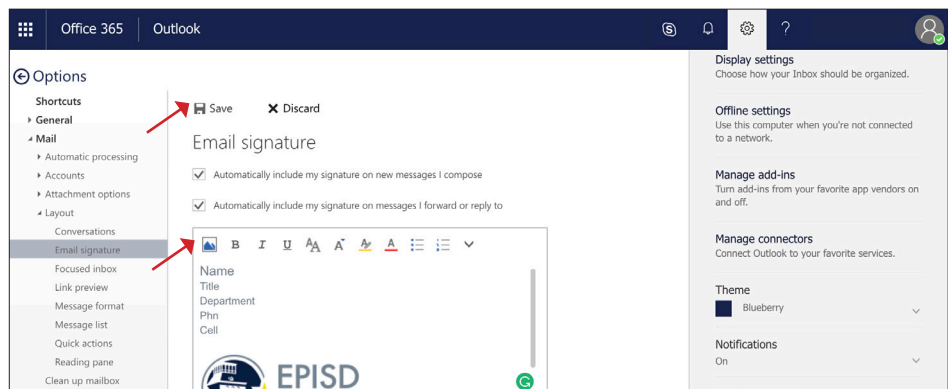 Office 365
Outlook
Options
Shortcuts
General
Mail
Automatic processing
Accounts
Attachment options
Layout
Conversations
Email signature
Focused inbox
Link preview
Message format
Message list
Quick actions
Reading pane
Clean up mailbox
Save
Discard
Email signature
Automatically include my signature on new messages I compose
Automatically include my signature on messages I forward or reply to
B I U AA A A
Name
Title
Department
Phn
Cell
EPISD
Display settings
Choose how your Inbox should be organized.
Offline settings
Use this computer when you're not connected
to a network.
Manage add-ins
Turn add-ins from your favorite app vendors on
and off.
Manage connectors
Connect Outlook to your favorite services.
Theme
Blueberry
Notifications
On